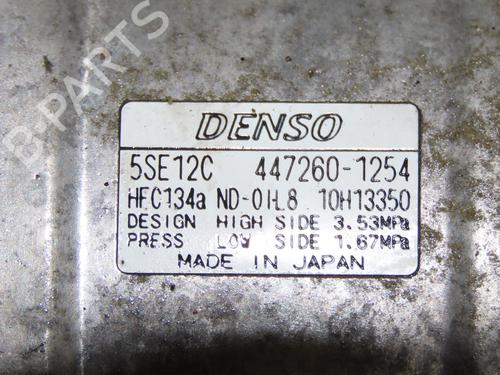 DENSO
5SE12C 447260-1254
HFC134a ND-OIL8 10H13350
DESIGN HIGH SIDE 3.53MPa
PRESS LOW SIDE 1.67MPa
MADE IN JAPAN
B-PARTS